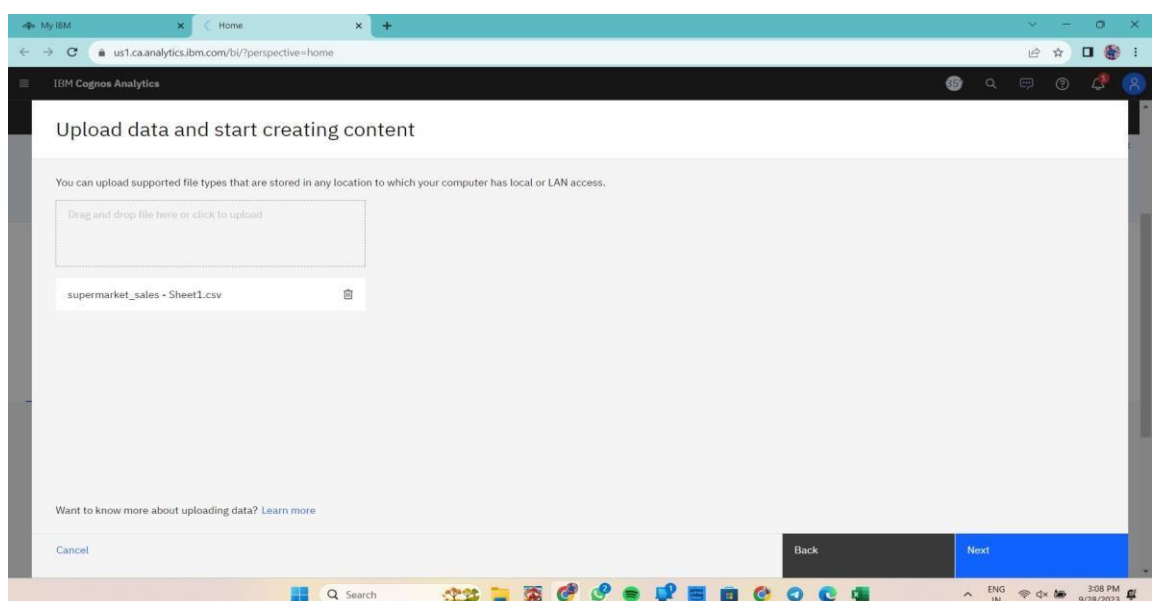 My IBM
Home
us1.ca.analytics.ibm.com/bi/?perspective=home
IBM Cognos Analytics
Upload data and start creating content
You can upload supported file types that are stored in any location to which your computer has local or LAN access.
Drag and drop file here or click to upload
supermarket_sales - Sheet1.csv
Want to know more about uploading data? Learn more
Cancel
Back
Next
Search
ENG
IN
3:08 PM
9/28/2023